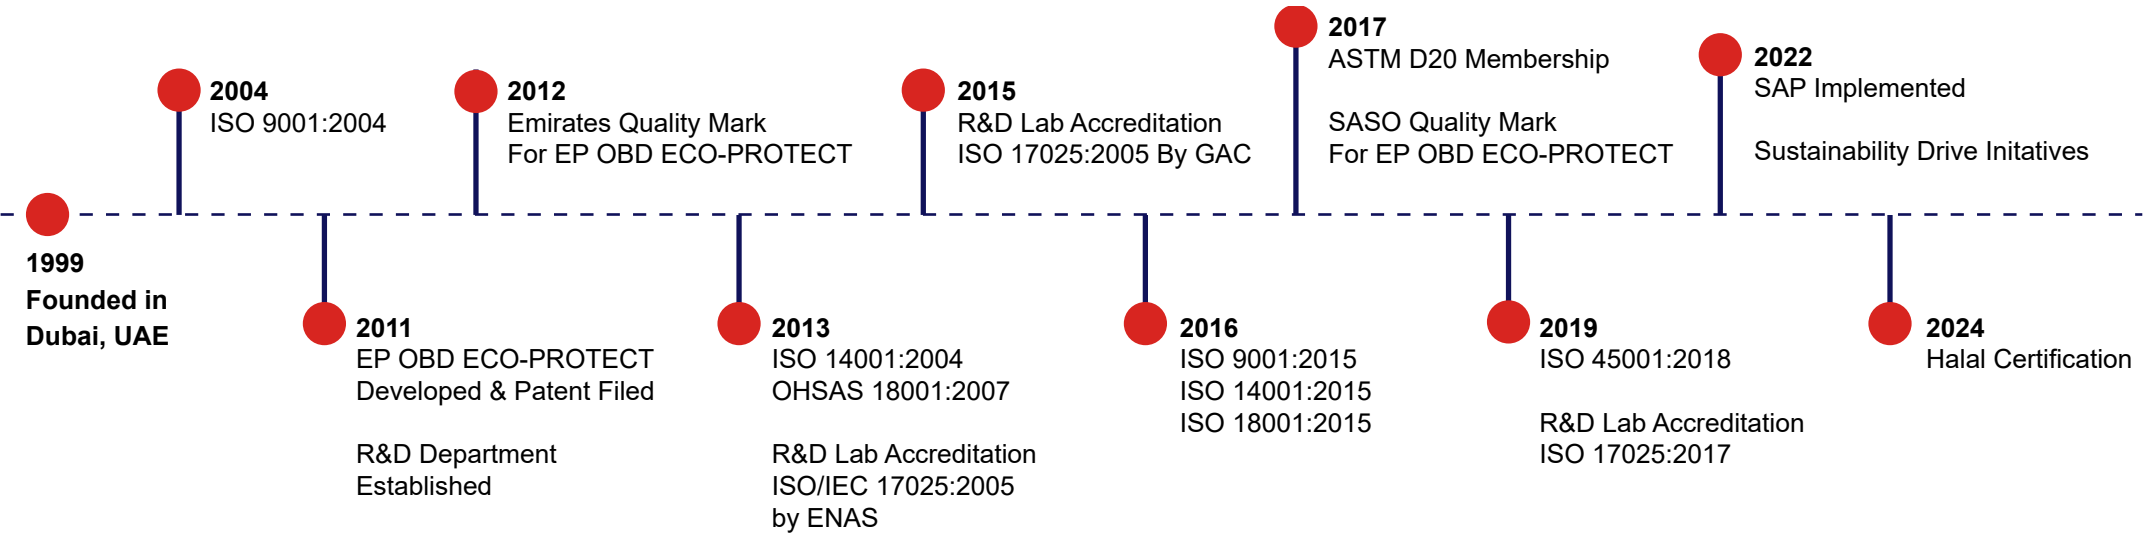 1999
Founded in
Dubai, UAE
2004
ISO 9001:2004
2011
EP OBD ECO-PROTECT
Developed & Patent Filed
R&D Department
Established
2012
Emirates Quality Mark
For EP OBD ECO-PROTECT
2013
ISO 14001:2004
OHSAS 18001:2007
R&D Lab Accreditation
ISO/IEC 17025:2005
by ENAS
2015
R&D Lab Accreditation
ISO 17025:2005 By GAC
2016
ISO 9001:2015
ISO 14001:2015
ISO 18001:2015
2017
ASTM D20 Membership
SASO Quality Mark
For EP OBD ECO-PROTECT
2019
ISO 45001:2018
R&D Lab Accreditation
ISO 17025:2017
2022
SAP Implemented
Sustainability Drive Initatives
2024
Halal Certification